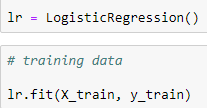 lr = LogisticRegression()
# training data
lr.fit(X_train, y_train)